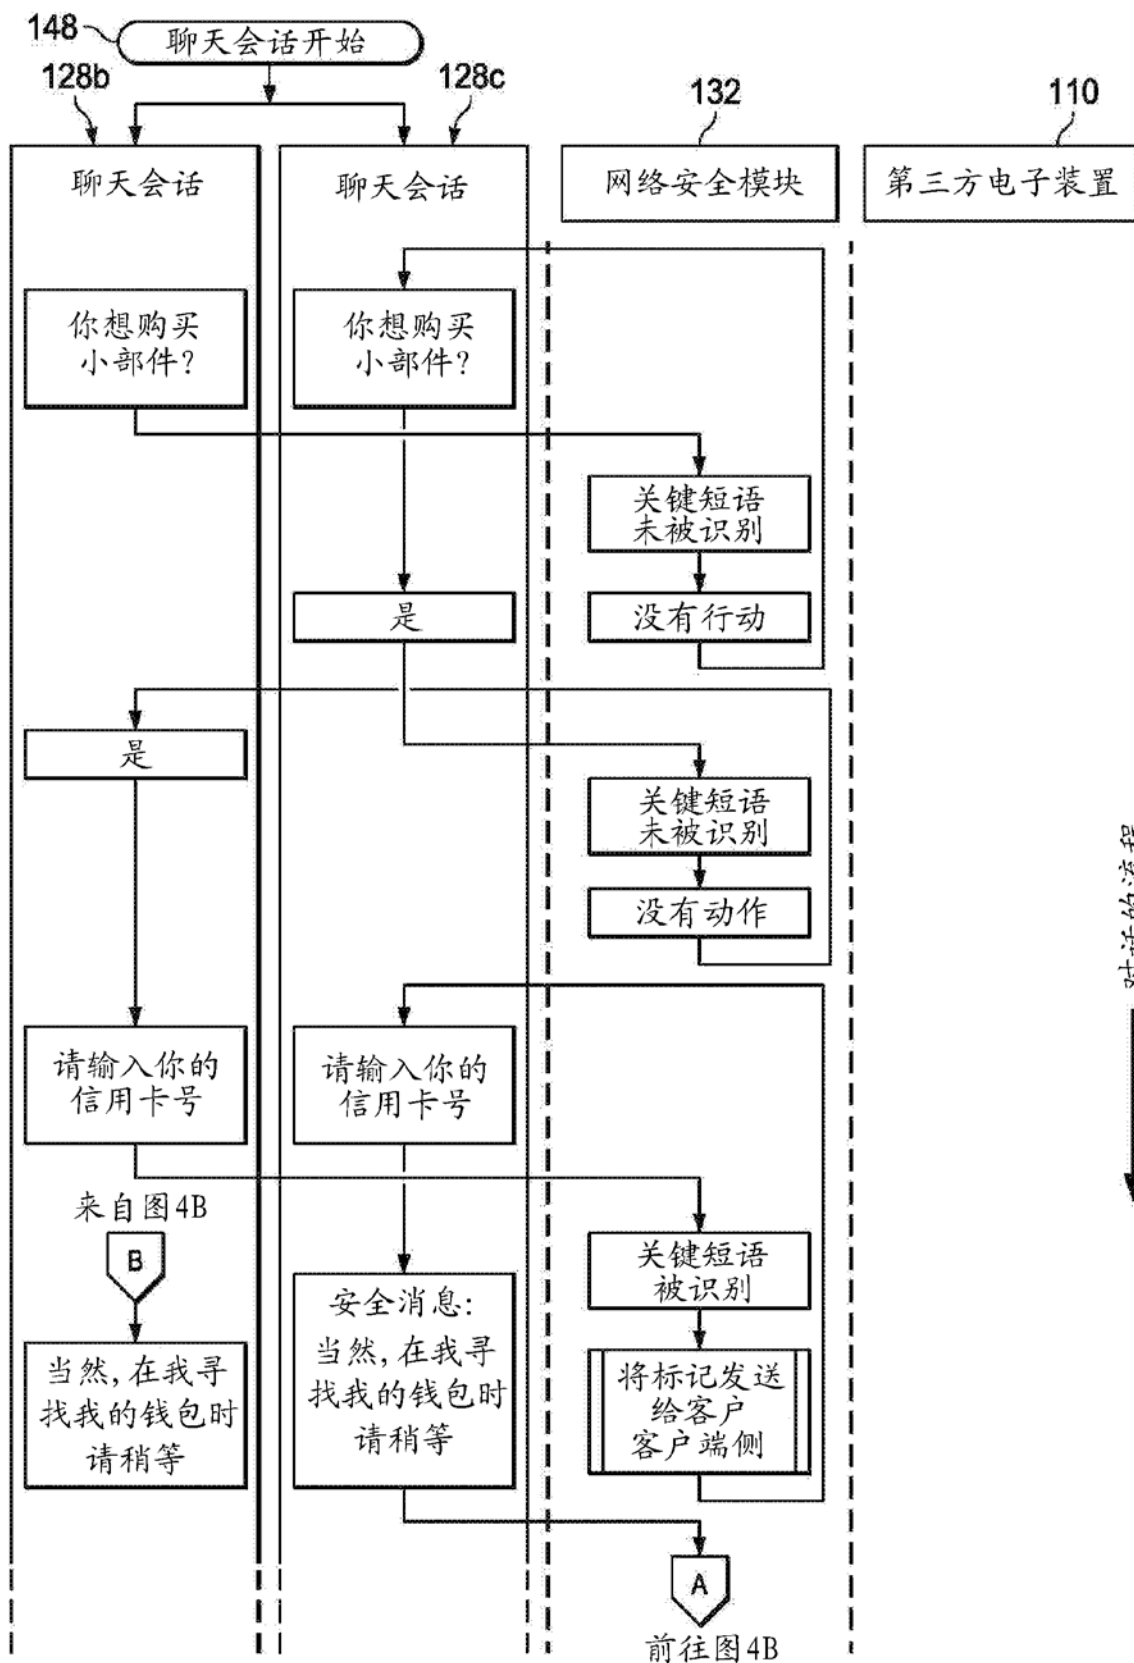 148
聊天会话开始
128b
128c
132
110
聊天会话
聊天会话
网络安全模块
第三方电子装置
你想购买
小部件?
你想购买
小部件?
关键短语
未被识别
是
没有行动
是
关键短语
未被识别
没有动作
对话的流程
请输入你的
信用卡号
请输入你的
信用卡号
来自图4B
B
关键短语
被识别
安全消息:
当然,在我寻
找我的钱包时
请稍等
当然,在我寻
找我的钱包时
请稍等
将标记发送
给客户
客户端侧
A
前往图4B